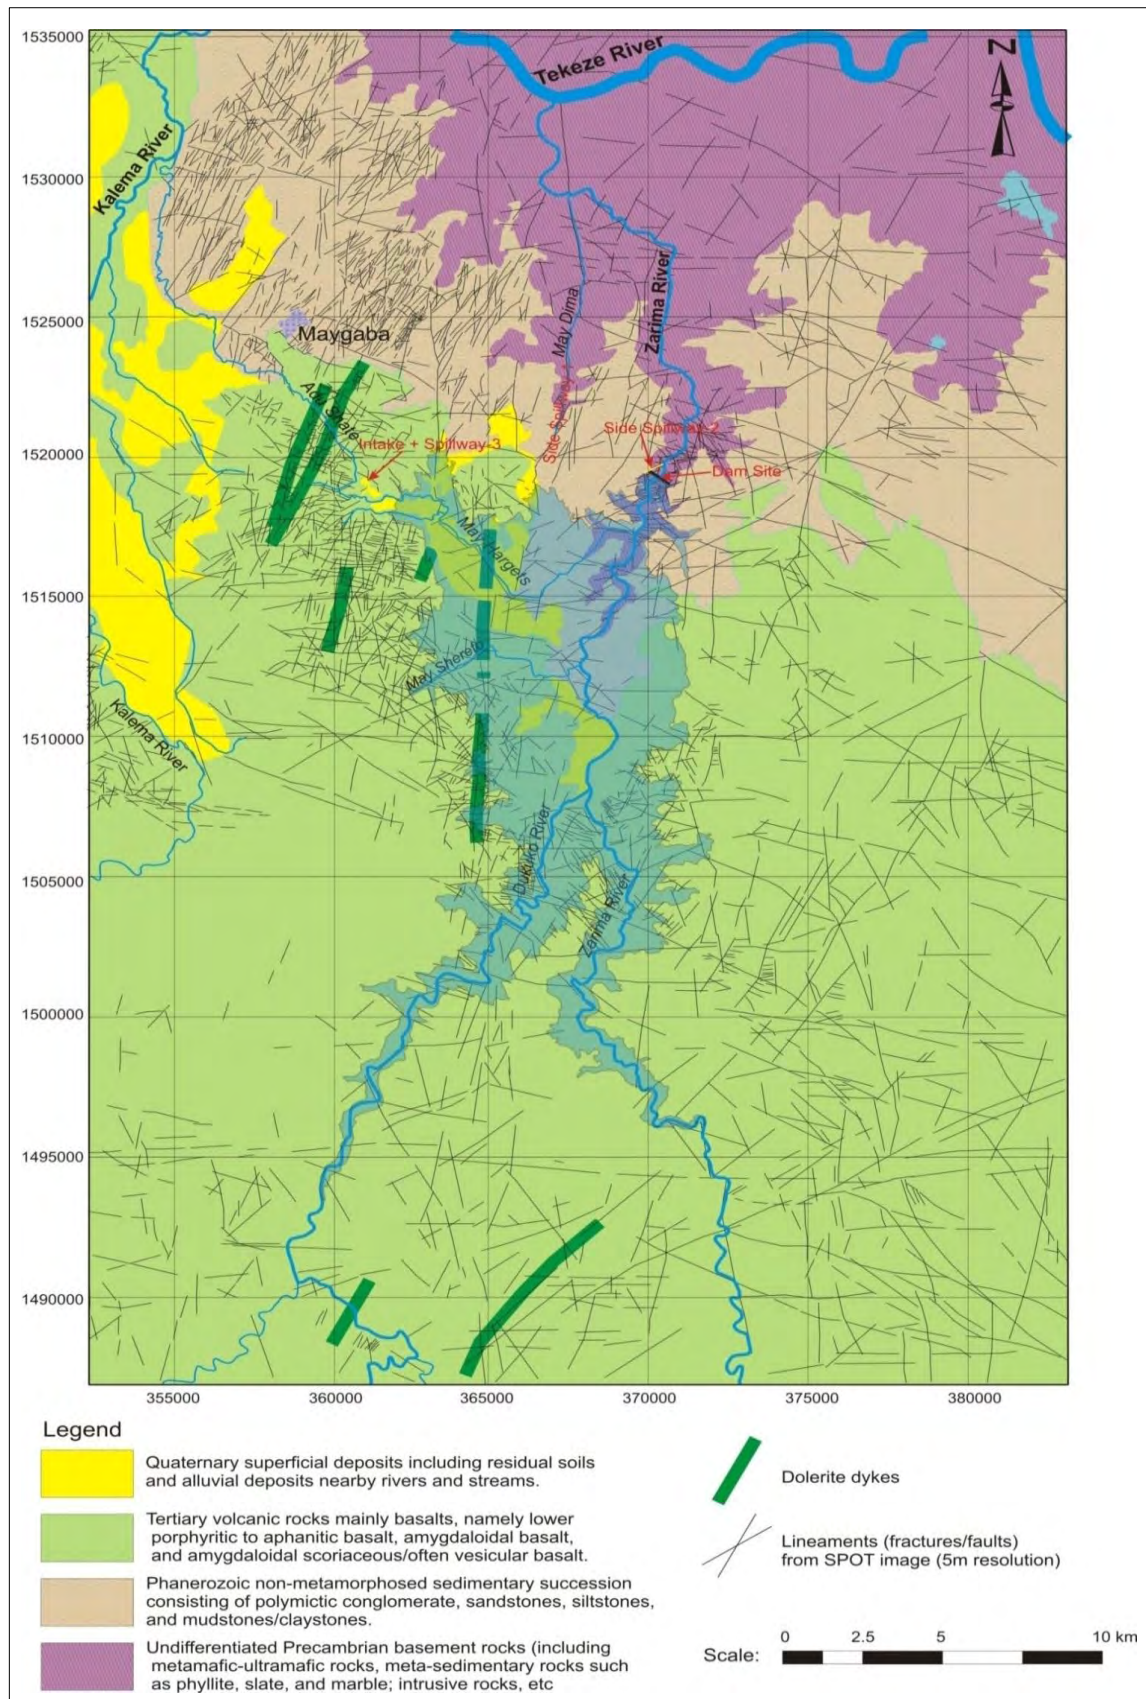 1535000
1530000
1525000
1520000
1515000
1510000
1505000
1500000
1495000
1490000
Tekeze River
N
Kalema River
Zarima River
May Dima
Maygaba
Side Spillway-2
Intake + Spillway-3
Dam Site
May Hargets
May Sherelo
Kalema River
Dukuko River
Zarima River
355000
360000
365000
370000
375000
380000
Legend
Quaternary superficial deposits including residual soils
and alluvial deposits nearby rivers and streams.
Tertiary volcanic rocks mainly basalts, namely lower
porphyritic to aphanitic basalt, amygdaloidal basalt,
and amygdaloidal scoriaceous/often vesicular basalt.
Phanerozoic non-metamorphosed sedimentary succession
consisting of polymictic conglomerate, sandstones, siltstones,
and mudstones/claystones.
Undifferentiated Precambrian basement rocks (including
metamafic-ultramafic rocks, meta-sedimentary rocks such
as phyllite, slate, and marble; intrusive rocks, etc
Dolerite dykes
Lineaments (fractures/faults)
from SPOT image (5m resolution)
Scale:
0
2.5
5
10 km